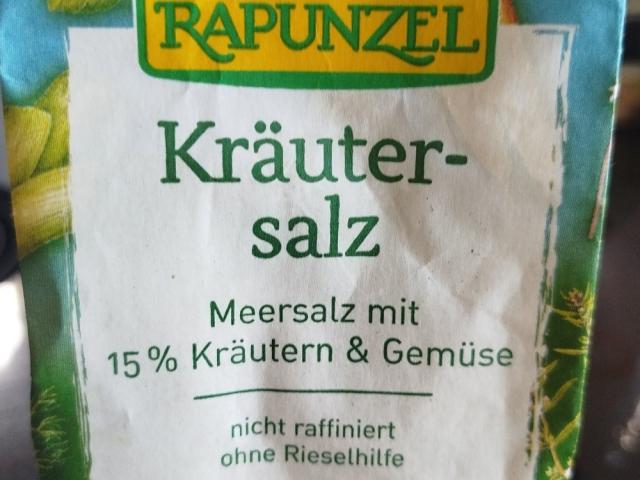 RAPUNZEL
Kräuter-
salz
Meersalz mit
15 % Kräutern & Gemüse
nicht raffiniert
ohne Rieselhilfe